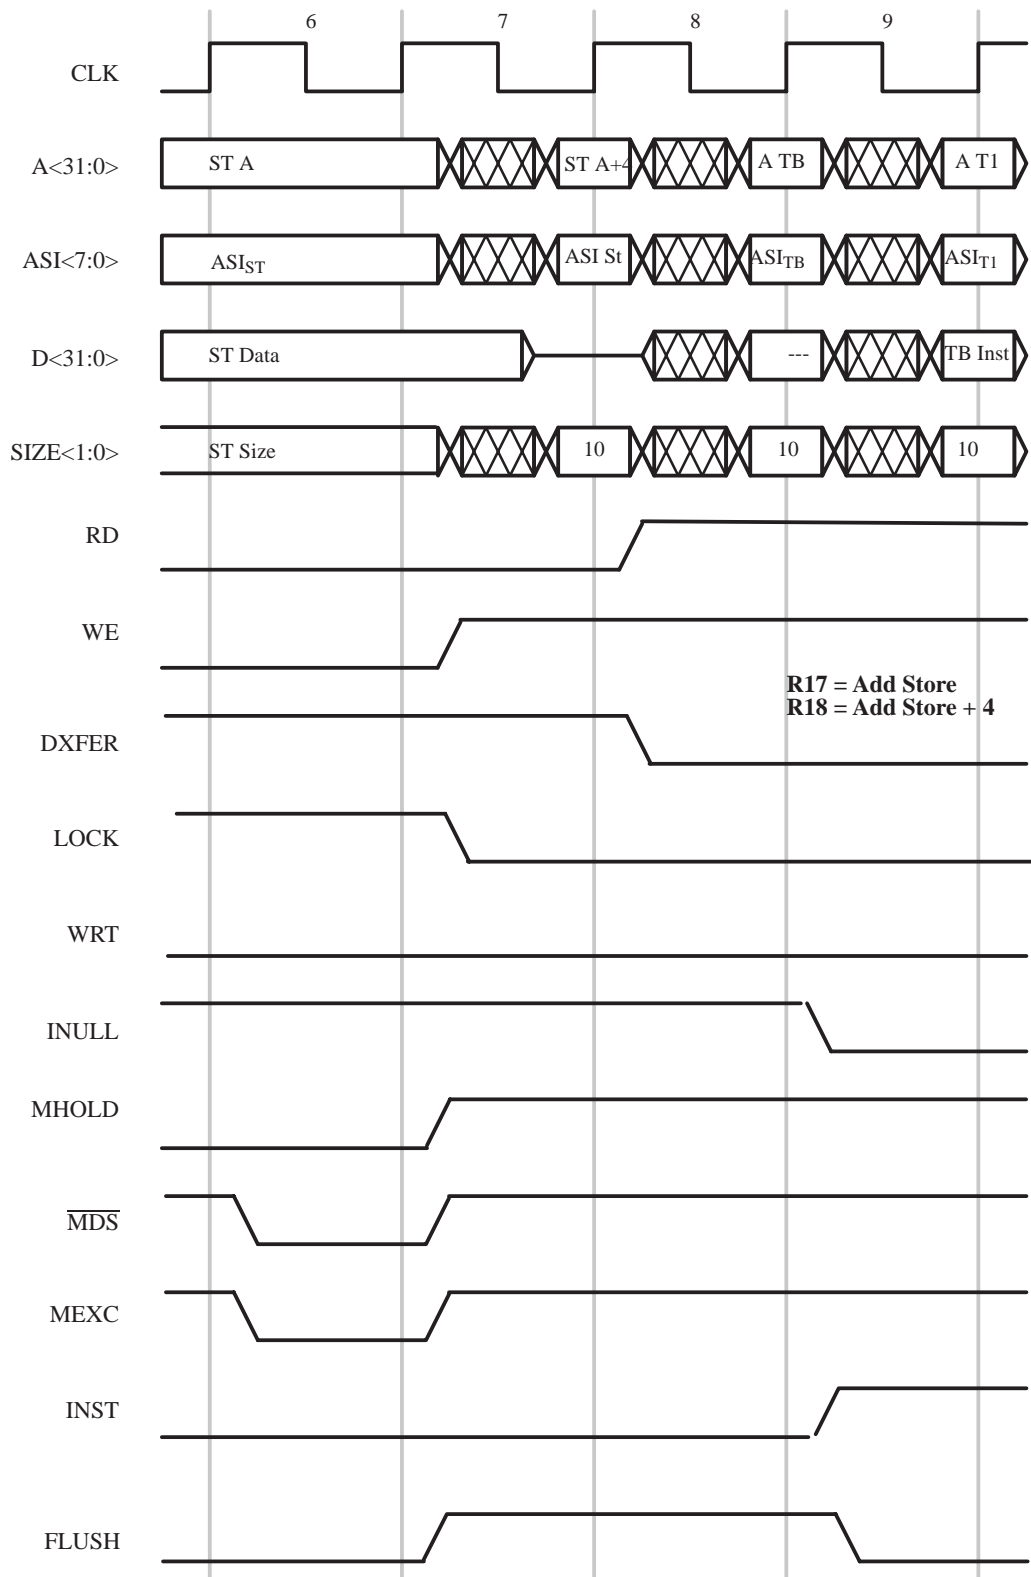 6 7 8 9
CLK
A<31:0> ST A ST A+4 A TB A T1
ASI<7:0> ASIST ASI St ASITB ASIT1
D<31:0> ST Data --- TB Inst
SIZE<1:0> ST Size 10 10 10
RD
WE
R17 = Add Store
R18 = Add Store + 4
DXFER
LOCK
WRT
INULL
MHOLD
MDS
MEXC
INST
FLUSH